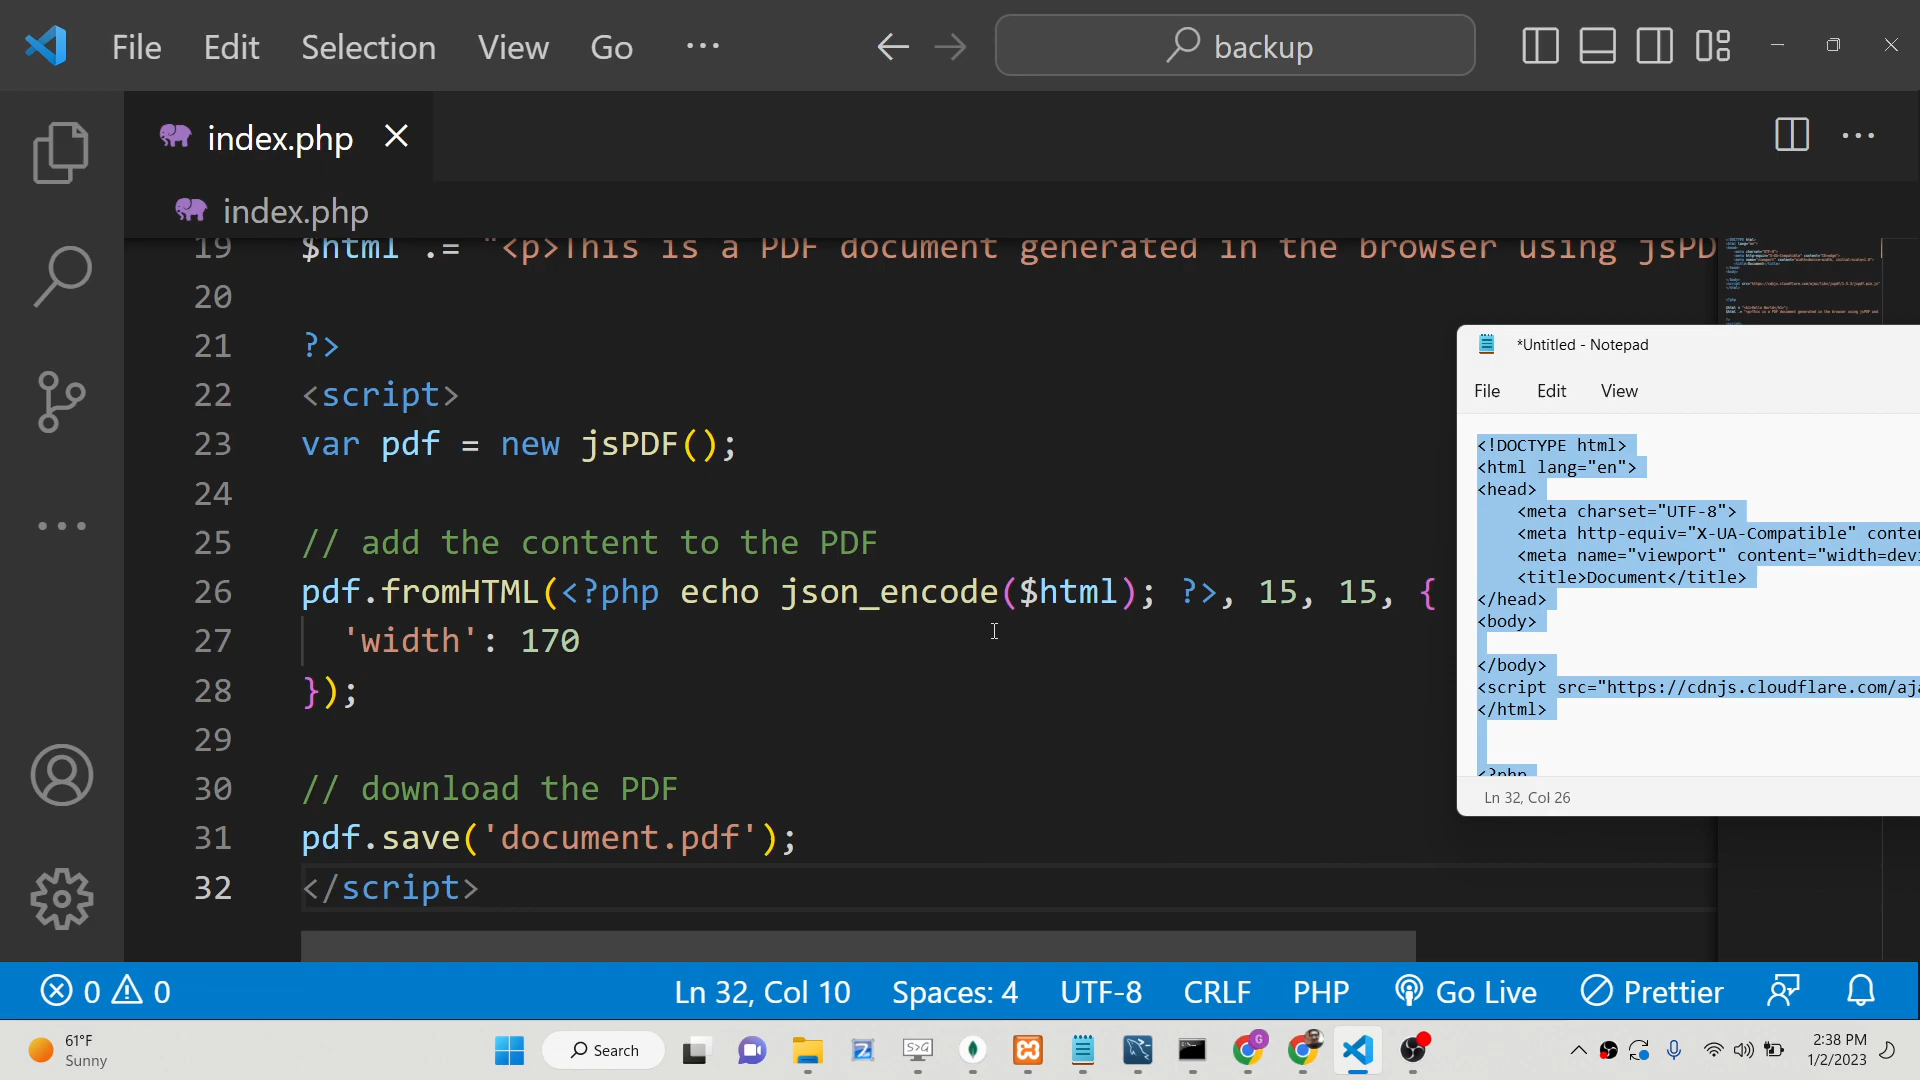 File Edit Selection View Go ··· backup
index.php
index.php
19 $html .= "<p>This is a PDF document generated in the browser using jsPD
20
21 ?>
22 <script>
23 var pdf = new jsPDF();
24
25 // add the content to the PDF
26 pdf.fromHTML(<?php echo json_encode($html); ?>, 15, 15, {
27 'width': 170
28 });
29
30 // download the PDF
31 pdf.save('document.pdf');
32 </script>
*Untitled - Notepad
File Edit View
<!DOCTYPE html>
<html lang="en">
<head>
<meta charset="UTF-8">
<meta http-equiv="X-UA-Compatible" conte
<meta name="viewport" content="width=dev
<title>Document</title>
</head>
<body>
</body>
<script src="https://cdnjs.cloudflare.com/aja
</html>
<?php
Ln 32, Col 26
0 0 Ln 32, Col 10 Spaces: 4 UTF-8 CRLF PHP Go Live Prettier
61°F
Sunny
Search
2:38 PM
1/2/2023